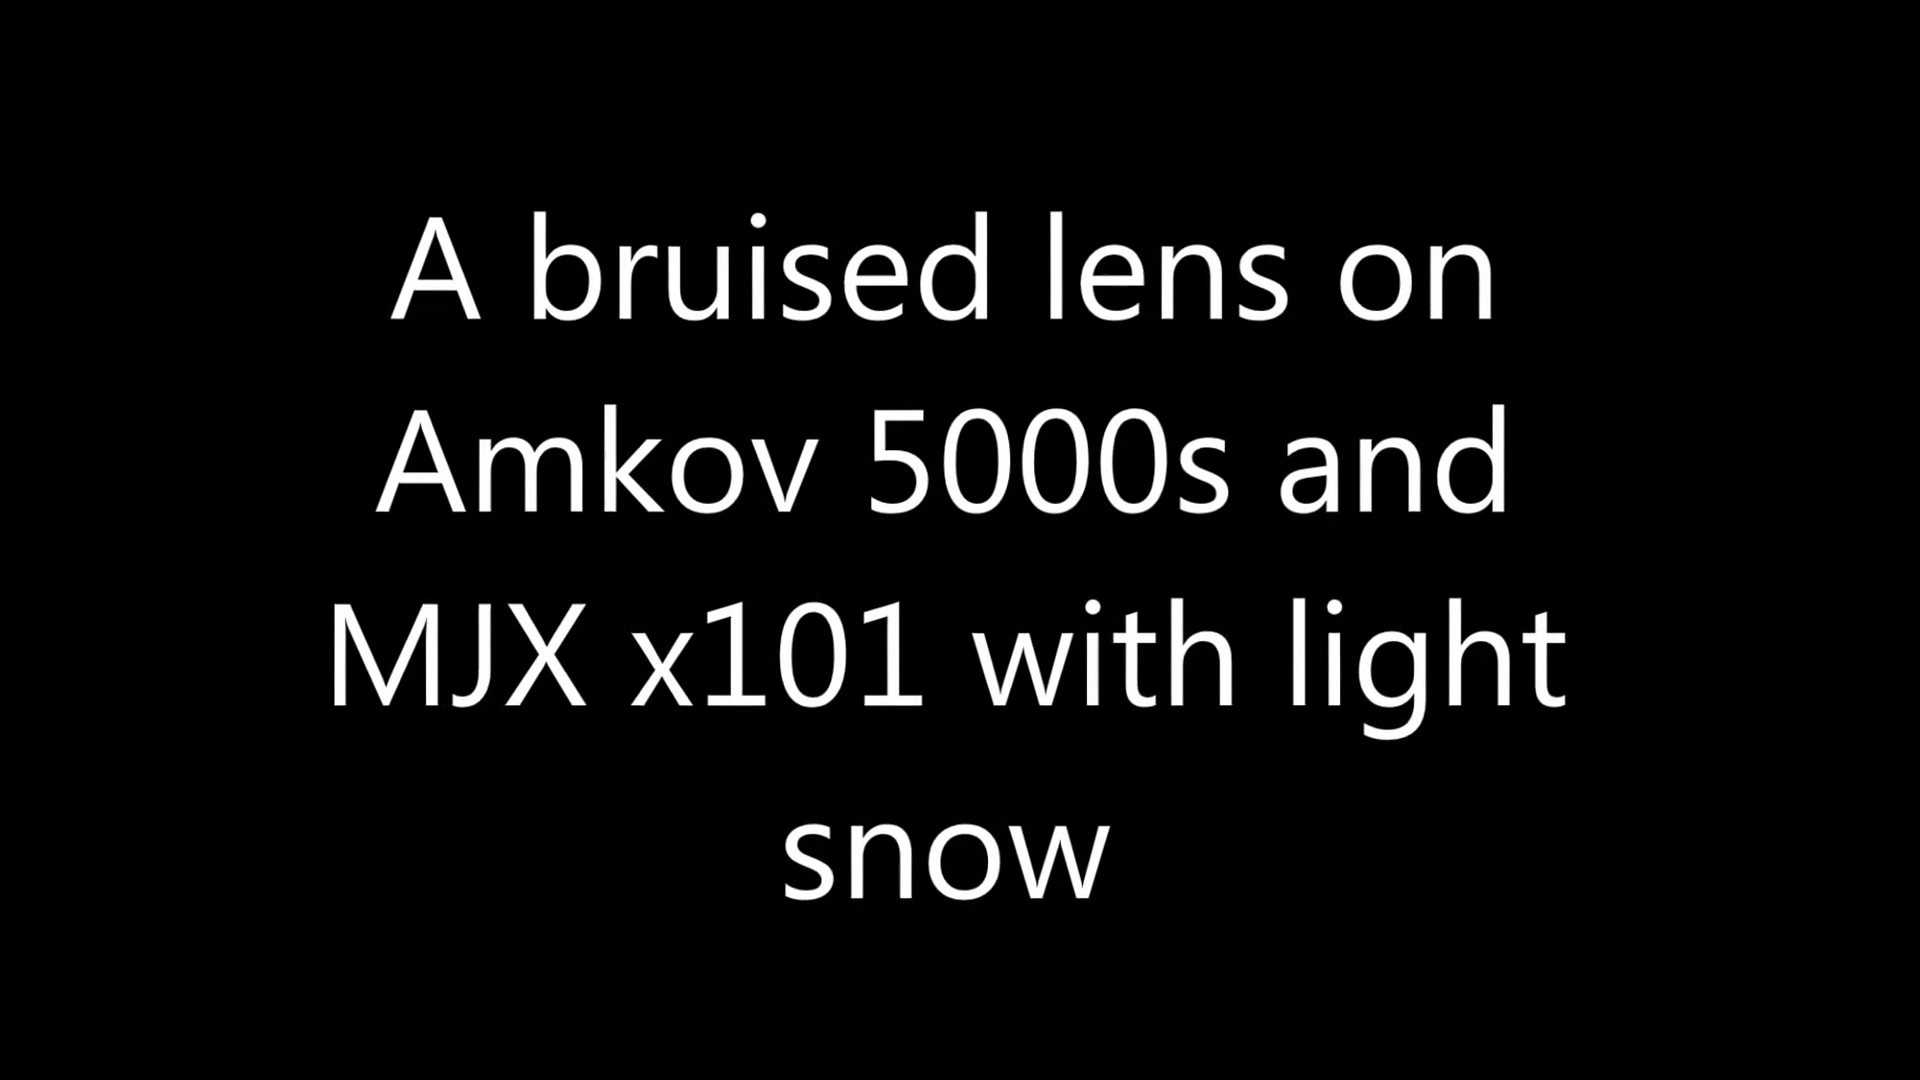 A bruised lens on
Amkov 5000s and
MJX x101 with light
snow